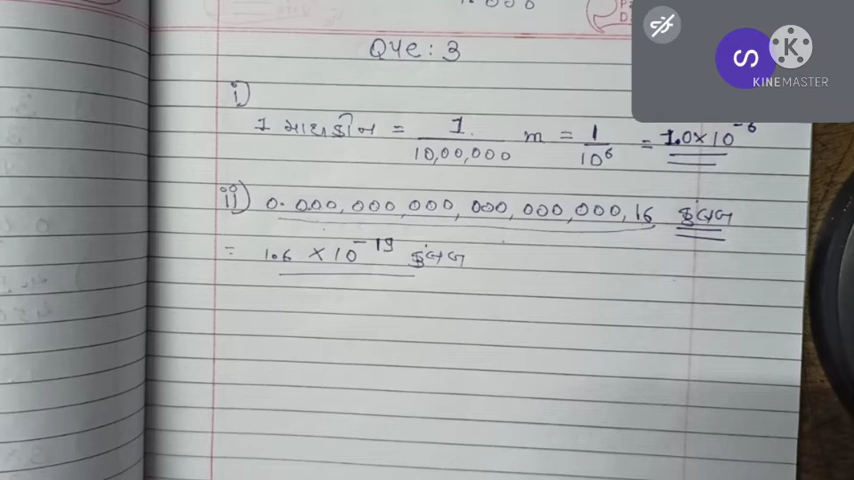 Que: 3
i)
1 માઇક્રોન = 1/10,00,000 m = 1/10⁶ = 1.0×10⁻⁶
ii) 0.000,000,000,000,000,000,16 કુલંબ
= 1.6 × 10⁻¹⁹ કુલંબ
S K
KINEMASTER